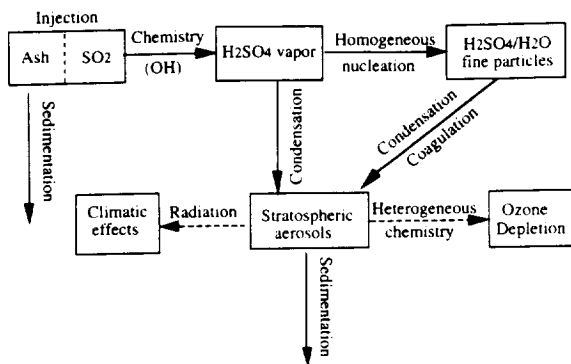 Injection
Ash
SO2
Chemistry
(OH)
H2SO4 vapor
Homogeneous
nucleation
H2SO4/H2O
fine particles
Sedimentation
Condensation
Condensation
Coagulation
Climatic
effects
Radiation
Stratospheric
aerosols
Heterogeneous
chemistry
Ozone
Depletion
Sedimentation